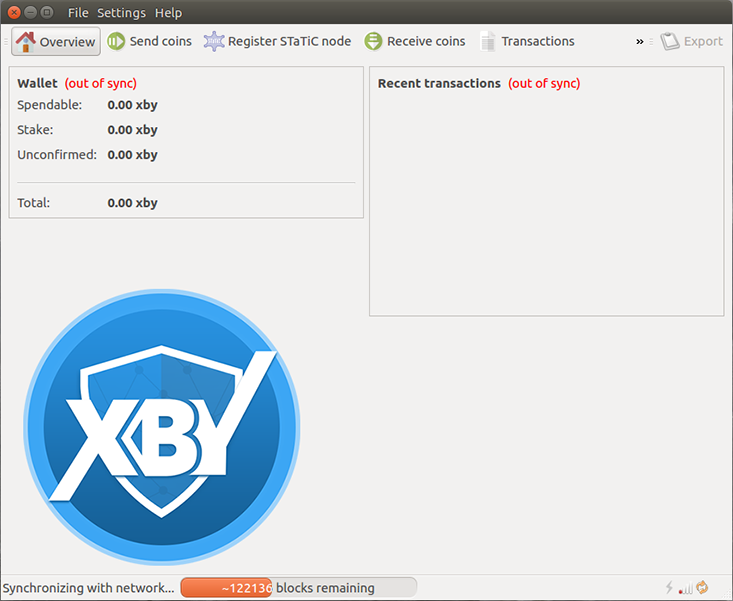 File Settings Help
Overview Send coins Register STaTiC node Receive coins Transactions » Export
Wallet (out of sync)
Spendable: 0.00 xby
Stake: 0.00 xby
Unconfirmed: 0.00 xby
Total: 0.00 xby
Recent transactions (out of sync)
XBY
Synchronizing with network... ~122136 blocks remaining